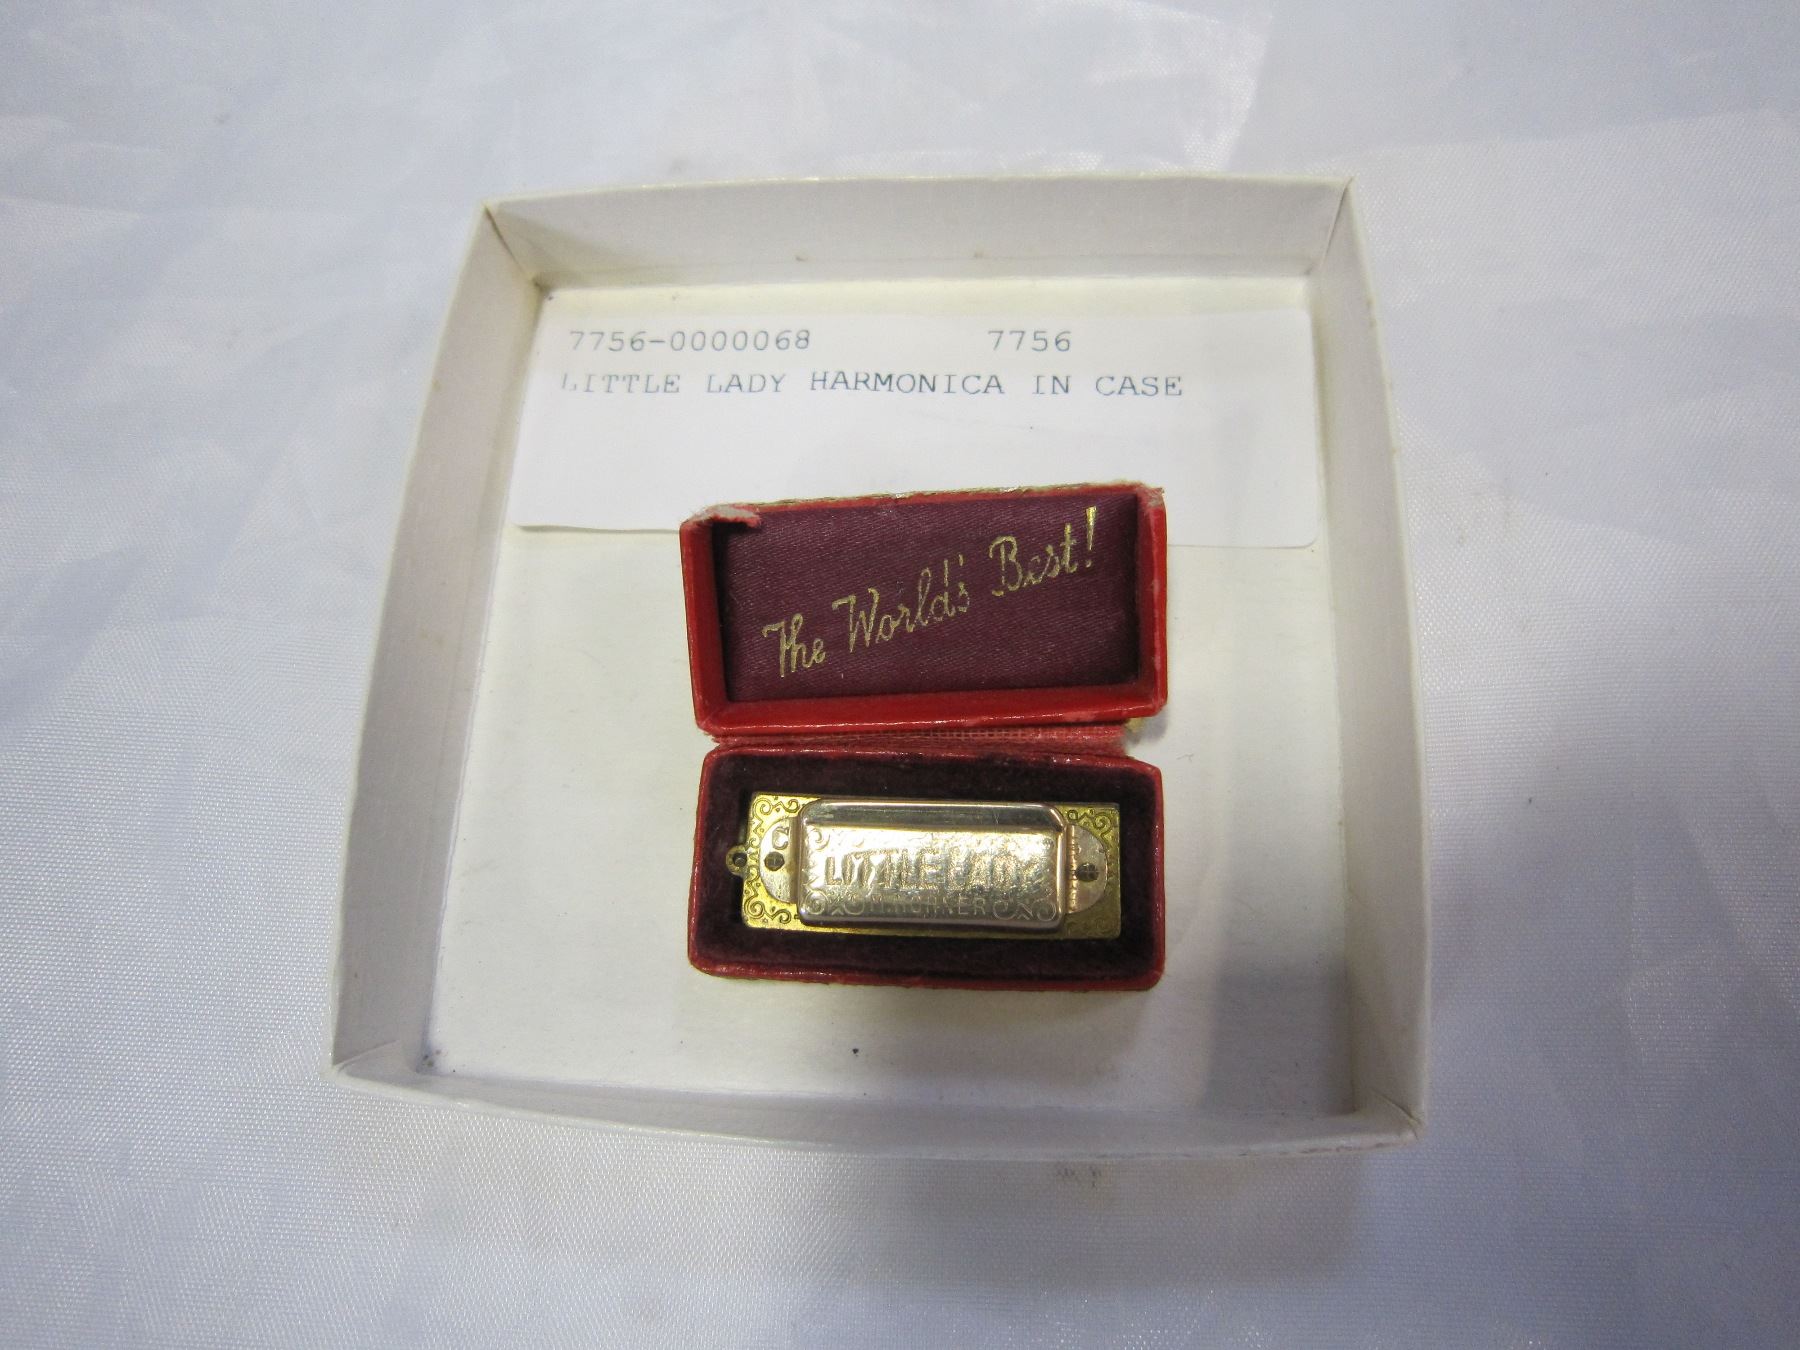 7756-0000068 7756
LITTLE LADY HARMONICA IN CASE
The World's Best!
C
LITTLE LADY
M. HOHNER